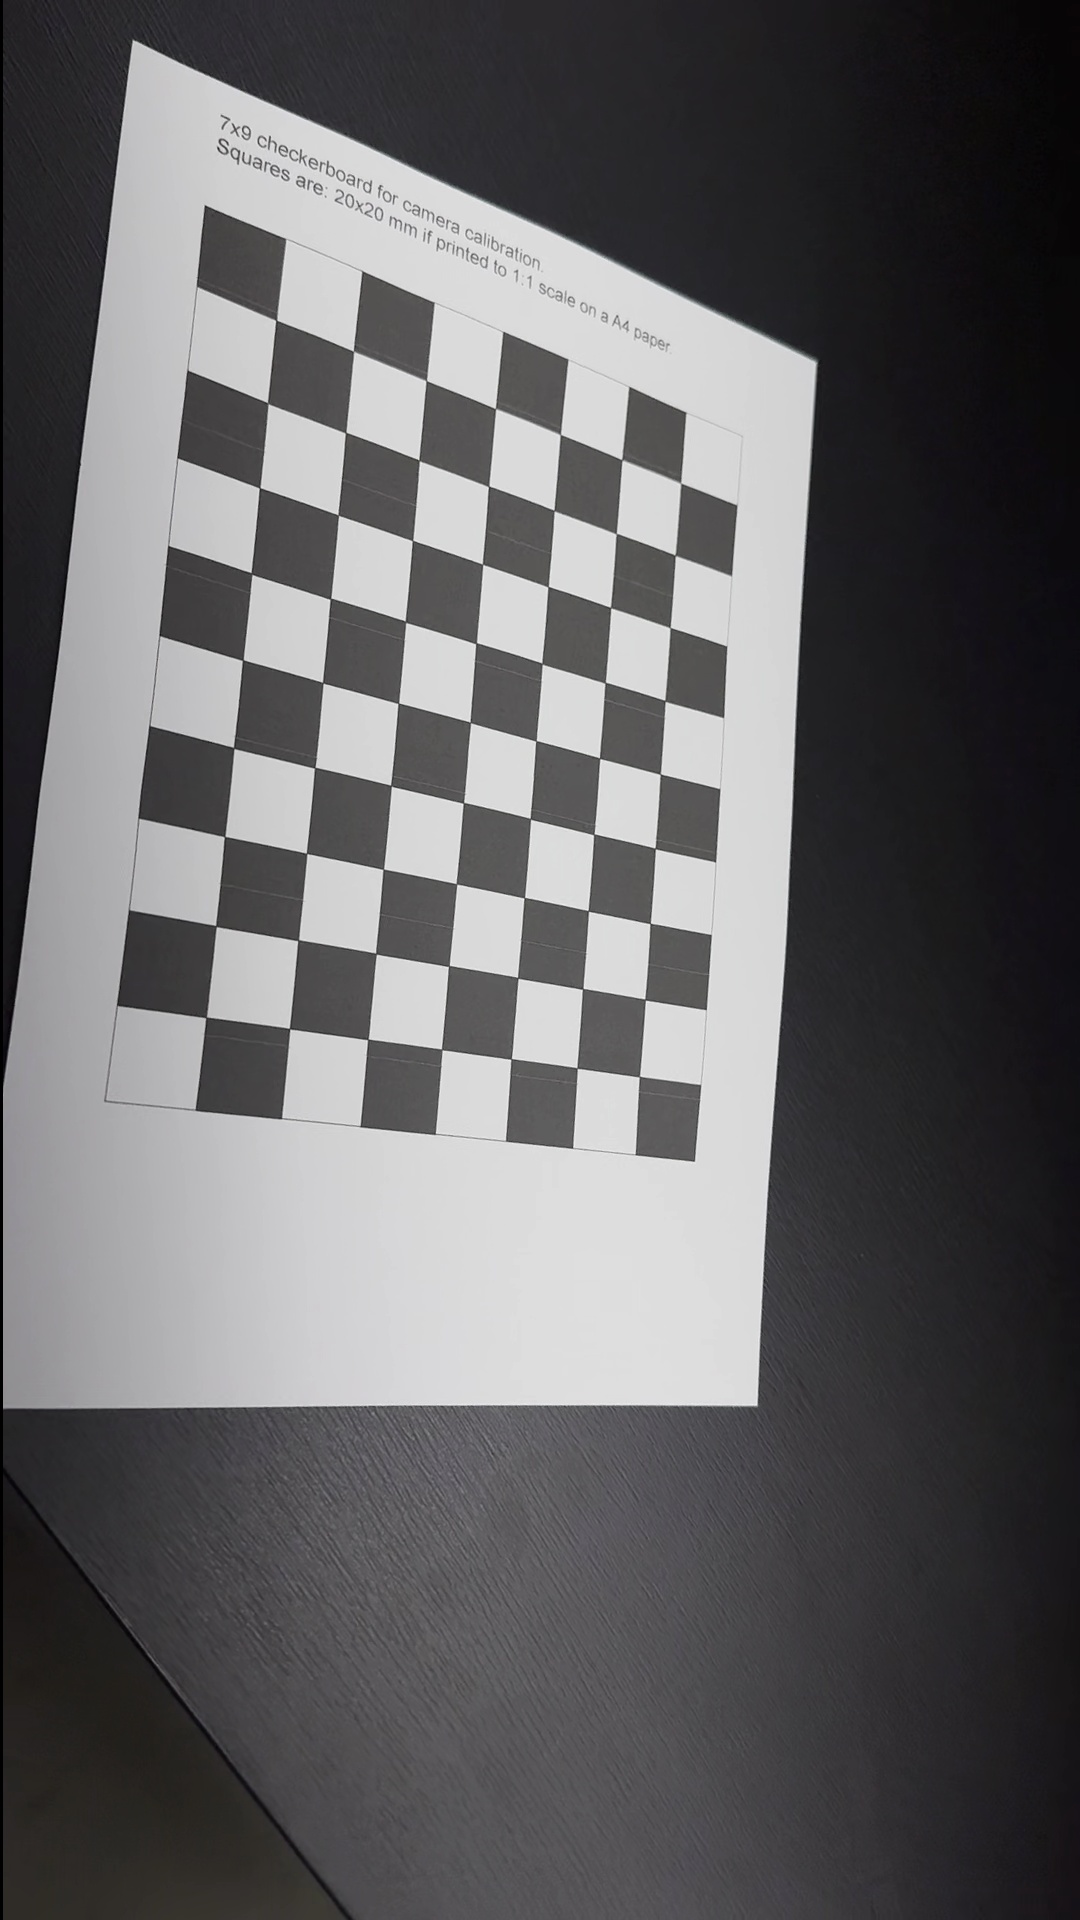 7x9 checkerboard for camera calibration.
Squares are: 20x20 mm if printed to 1:1 scale on a A4 paper.